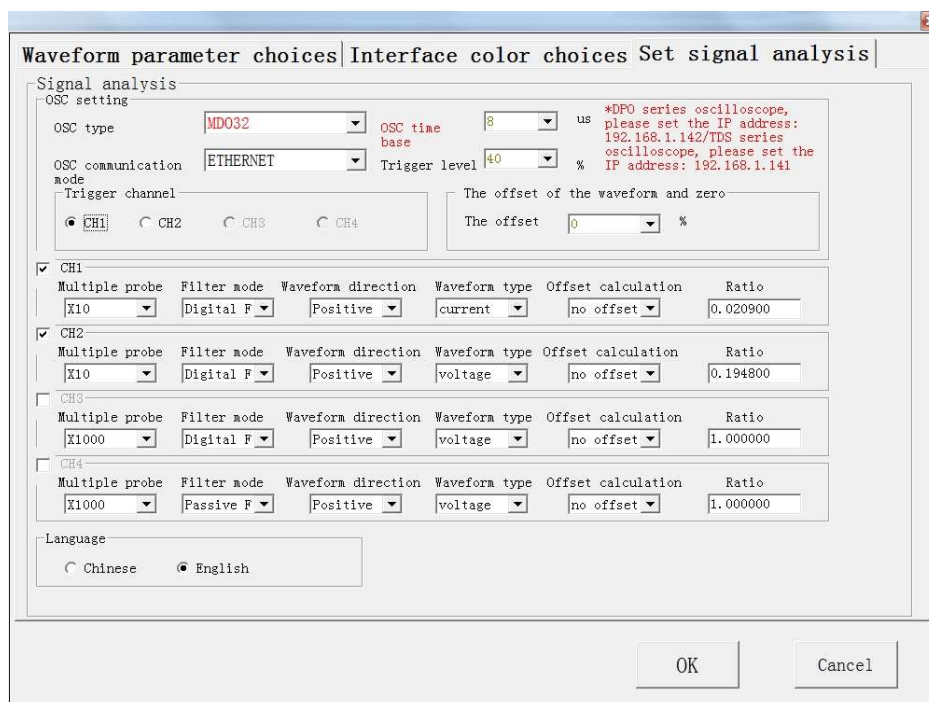 Waveform parameter choices Interface color choices Set signal analysis
Signal analysis
OSC setting
OSC type
MDO32
OSC time
base
8
us
*DPO series oscilloscope,
please set the IP address:
192.168.1.142/TDS series
oscilloscope, please set the
IP address: 192.168.1.141
OSC communication
mode
ETHERNET
Trigger level
40
%
Trigger channel
CH1 CH2 CH3 CH4
The offset of the waveform and zero
The offset 0 %
CH1
Multiple probe Filter mode Waveform direction Waveform type Offset calculation Ratio
X10 Digital F Positive current no offset 0.020900
CH2
Multiple probe Filter mode Waveform direction Waveform type Offset calculation Ratio
X10 Digital F Positive voltage no offset 0.194800
CH3
Multiple probe Filter mode Waveform direction Waveform type Offset calculation Ratio
X1000 Digital F Positive voltage no offset 1.000000
CH4
Multiple probe Filter mode Waveform direction Waveform type Offset calculation Ratio
X1000 Passive F Positive voltage no offset 1.000000
Language
Chinese English
OK Cancel